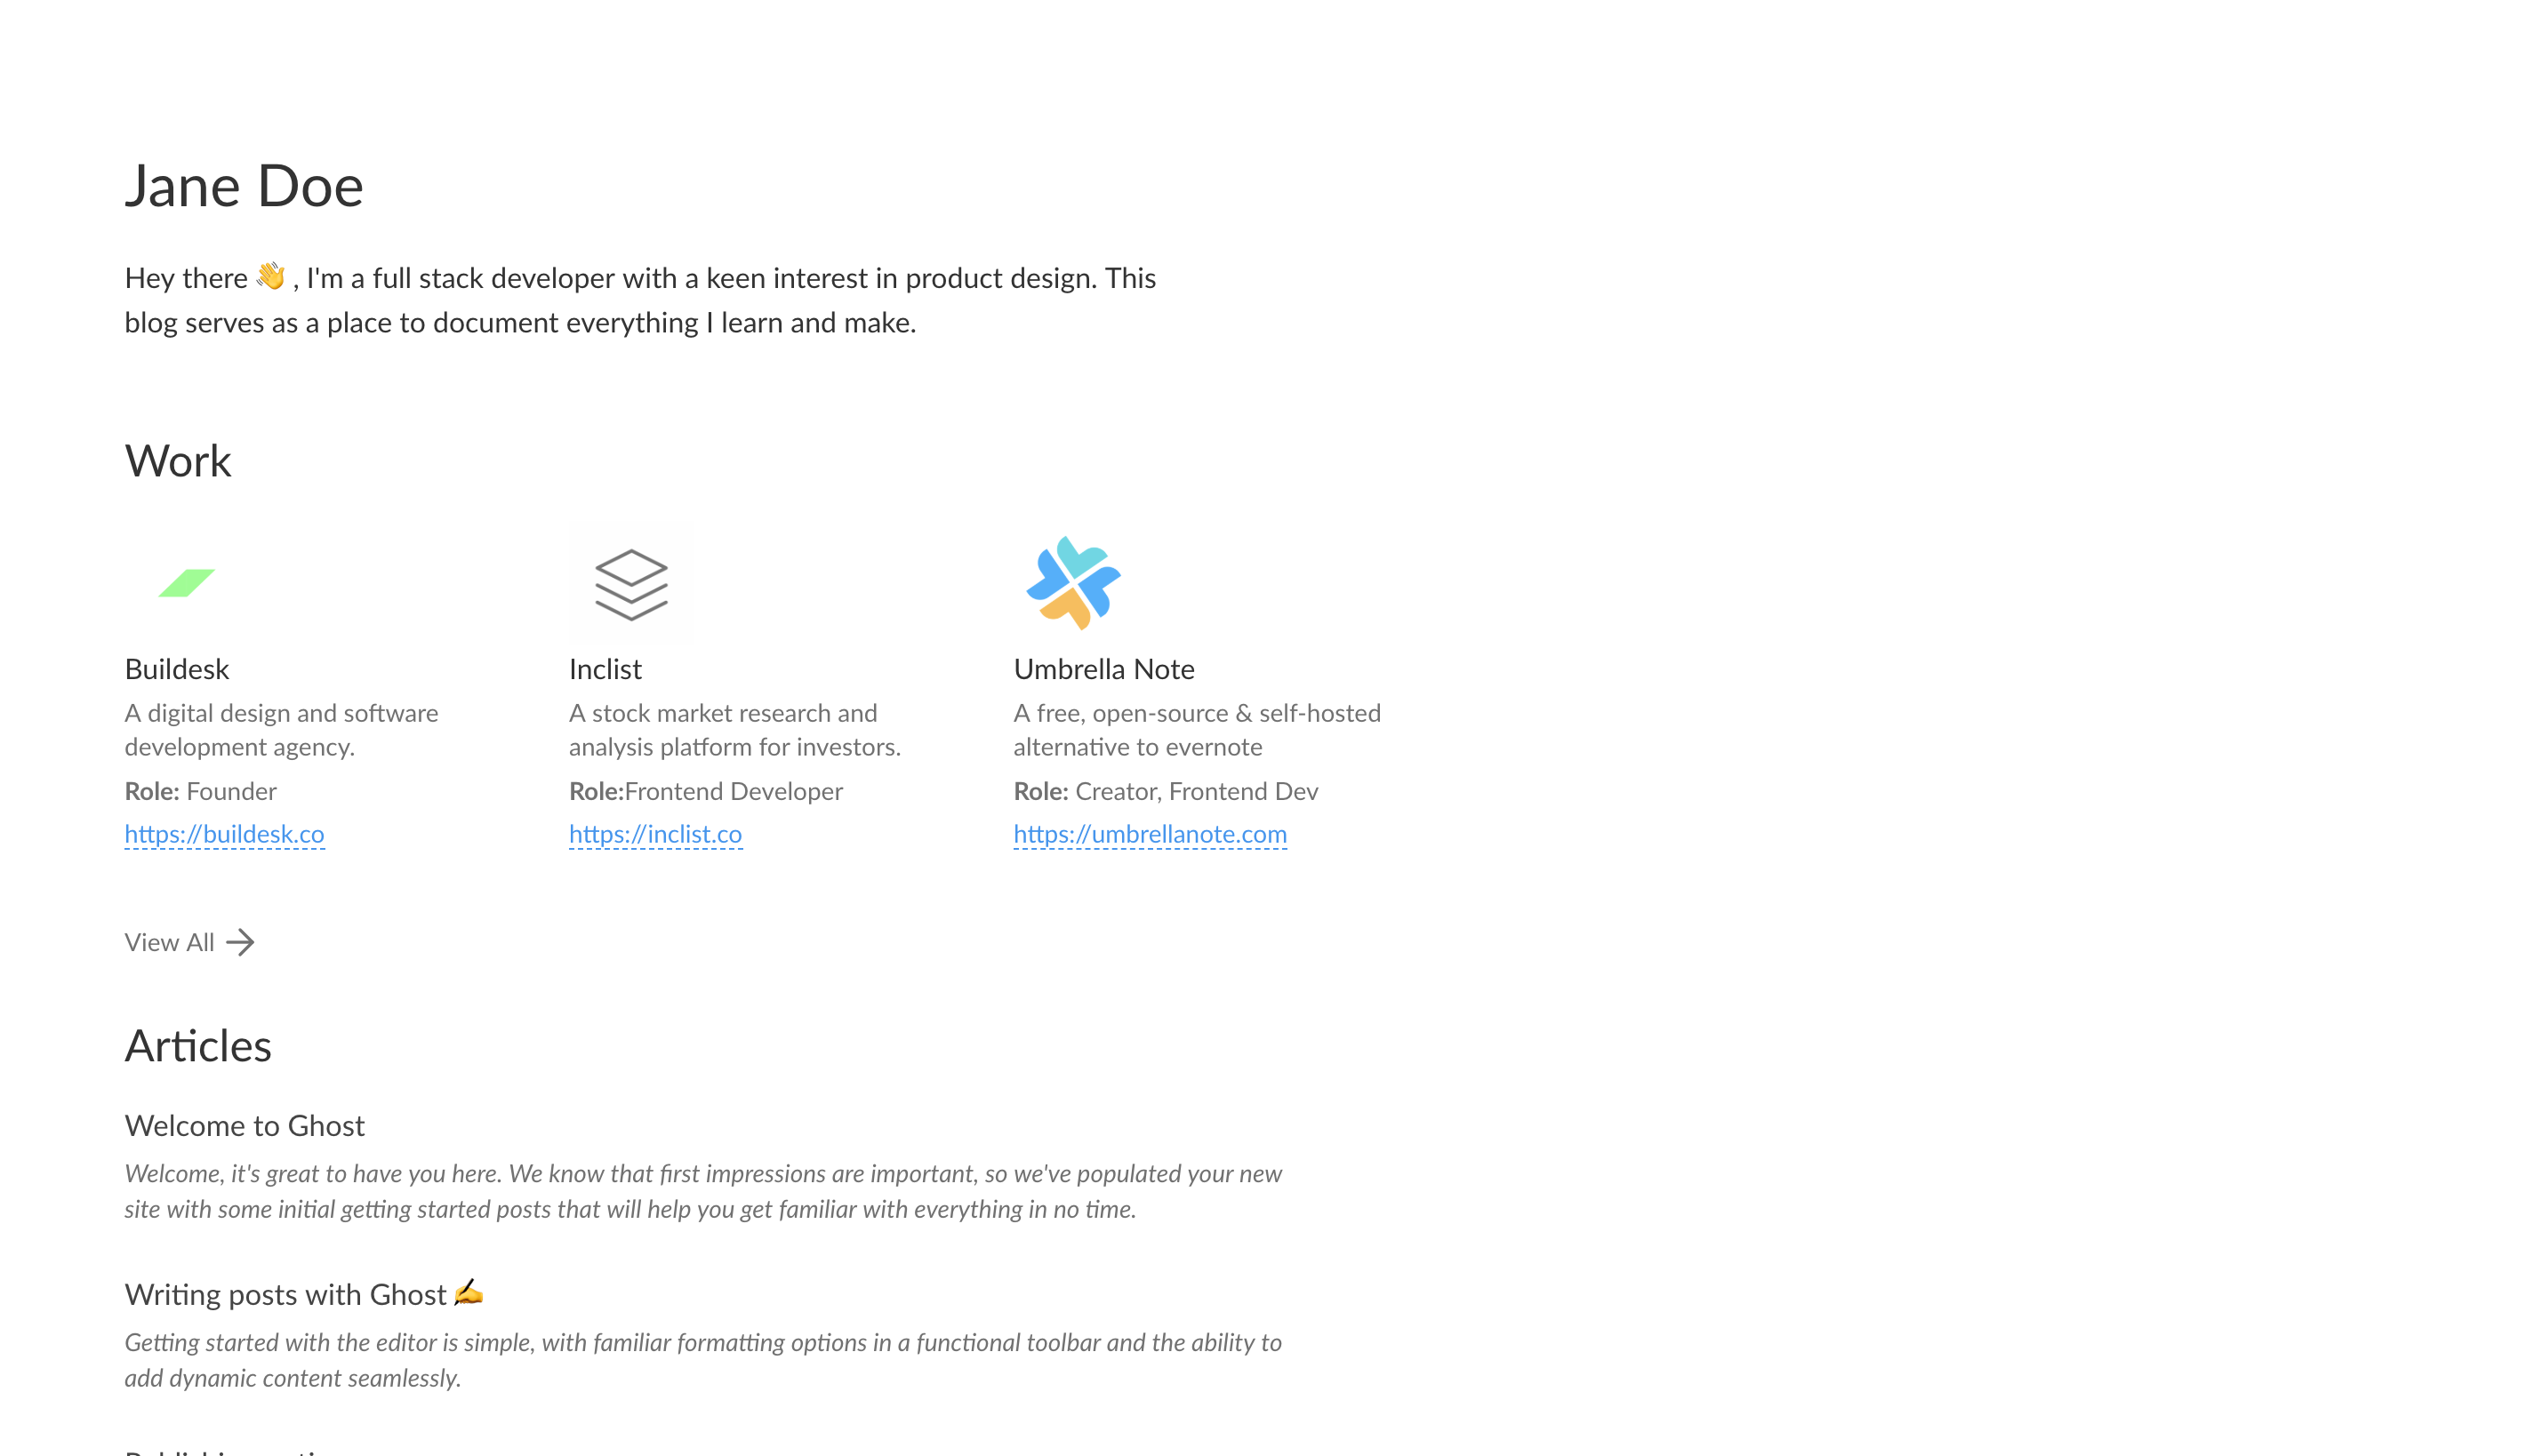 Jane Doe
Hey there 👋 , I'm a full stack developer with a keen interest in product design. This
blog serves as a place to document everything I learn and make.
Work
Buildesk
A digital design and software
development agency.
Role: Founder
https://buildesk.co
Inclist
A stock market research and
analysis platform for investors.
Role:Frontend Developer
https://inclist.co
Umbrella Note
A free, open-source & self-hosted
alternative to evernote
Role: Creator, Frontend Dev
https://umbrellanote.com
View All
Articles
Welcome to Ghost
Welcome, it's great to have you here. We know that first impressions are important, so we've populated your new
site with some initial getting started posts that will help you get familiar with everything in no time.
Writing posts with Ghost ✍️
Getting started with the editor is simple, with familiar formatting options in a functional toolbar and the ability to
add dynamic content seamlessly.